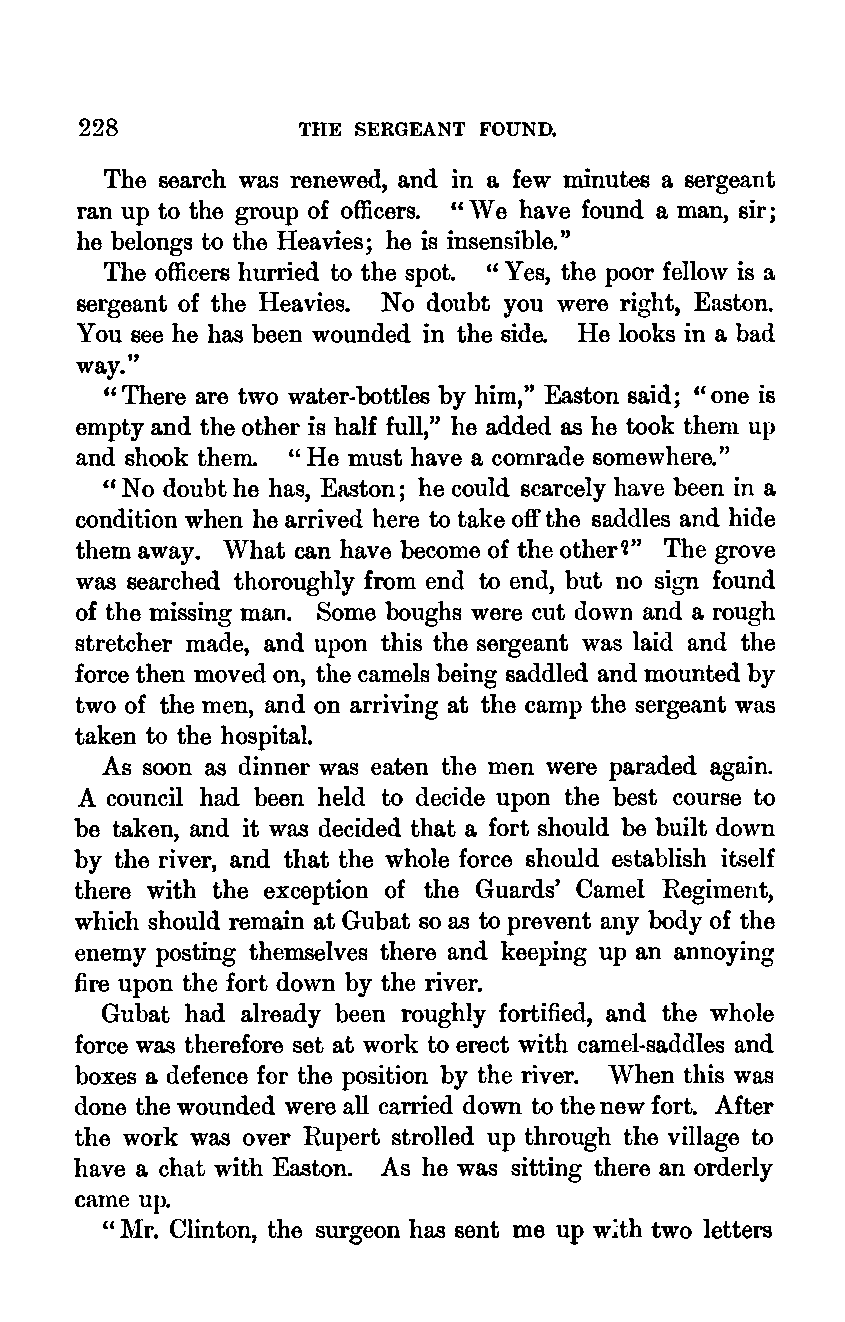 228 THE SERGEANT FOUND.
The search was renewed, and in a few minutes a sergeant
ran up to the group of officers. “We have found a man, sir;
he belongs to the Heavies; he is insensible.”
The officers hurried to the spot. “Yes, the poor fellow is a
sergeant of the Heavies. No doubt you were right, Easton.
You see he has been wounded in the side. He looks in a bad
way.”
“There are two water-bottles by him,” Easton said; “one is
empty and the other is half full,” he added as he took them up
and shook them. “He must have a comrade somewhere.”
“No doubt he has, Easton; he could scarcely have been in a
condition when he arrived here to take off the saddles and hide
them away. What can have become of the other?” The grove
was searched thoroughly from end to end, but no sign found
of the missing man. Some boughs were cut down and a rough
stretcher made, and upon this the sergeant was laid and the
force then moved on, the camels being saddled and mounted by
two of the men, and on arriving at the camp the sergeant was
taken to the hospital.
As soon as dinner was eaten the men were paraded again.
A council had been held to decide upon the best course to
be taken, and it was decided that a fort should be built down
by the river, and that the whole force should establish itself
there with the exception of the Guards’ Camel Regiment,
which should remain at Gubat so as to prevent any body of the
enemy posting themselves there and keeping up an annoying
fire upon the fort down by the river.
Gubat had already been roughly fortified, and the whole
force was therefore set at work to erect with camel-saddles and
boxes a defence for the position by the river. When this was
done the wounded were all carried down to the new fort. After
the work was over Rupert strolled up through the village to
have a chat with Easton. As he was sitting there an orderly
came up.
“Mr. Clinton, the surgeon has sent me up with two letters